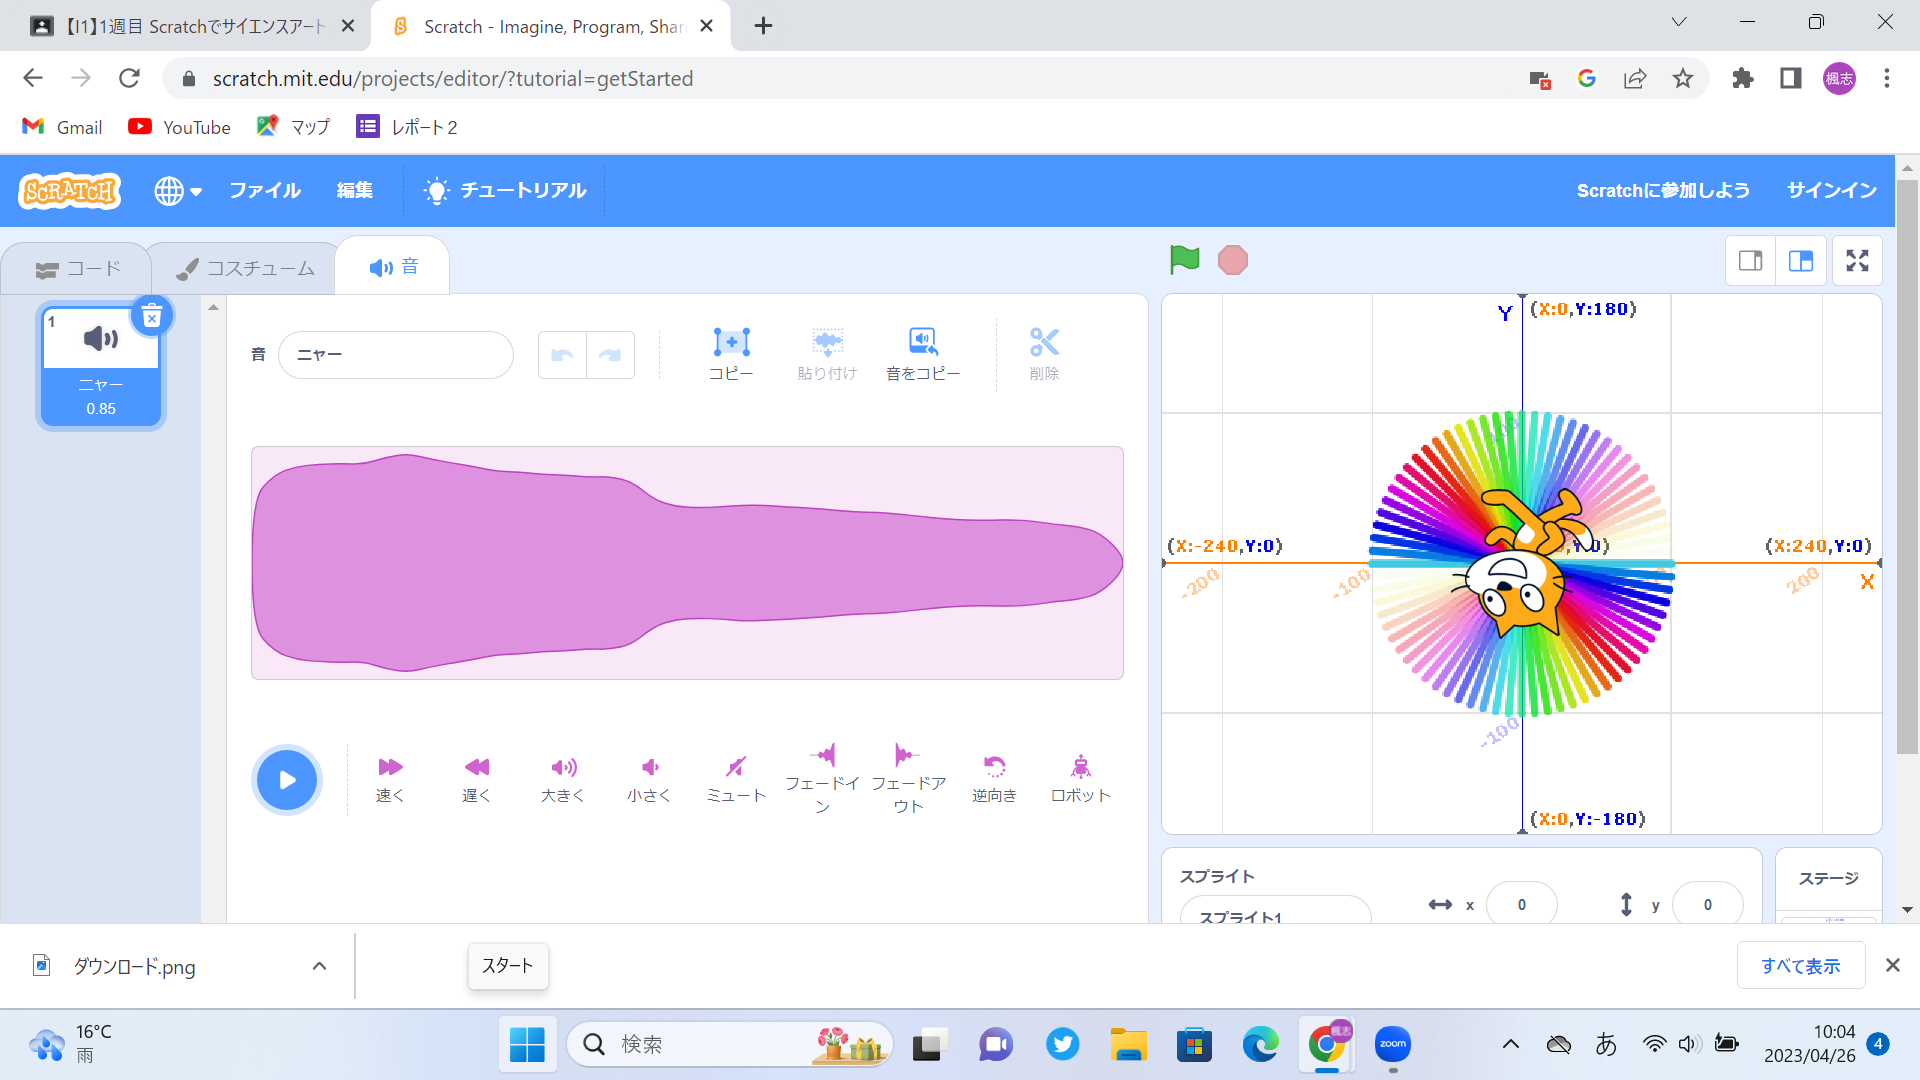 【I1】1週目 Scratchでサイエンスアート
Scratch - Imagine, Program, Shar
scratch.mit.edu/projects/editor/?tutorial=getStarted
楓志
Gmail
YouTube
マップ
レポート２
SCRATCH
ファイル
編集
チュートリアル
Scratchに参加しよう
サインイン
コード
コスチューム
音
1
ニャー
0.85
音
ニャー
コピー
貼り付け
音をコピー
削除
速く
遅く
大きく
小さく
ミュート
フェードイン
フェードアウト
逆向き
ロボット
Y
(X:0,Y:180)
(X:-240,Y:0)
(X:240,Y:0)
X
-200
-100
200
-100
(X:0,Y:-180)
スプライト
スプライト1
x
0
y
0
ステージ
ダウンロード.png
スタート
すべて表示
16°C
雨
検索
楓志
zoom
あ
10:04
2023/04/26
4